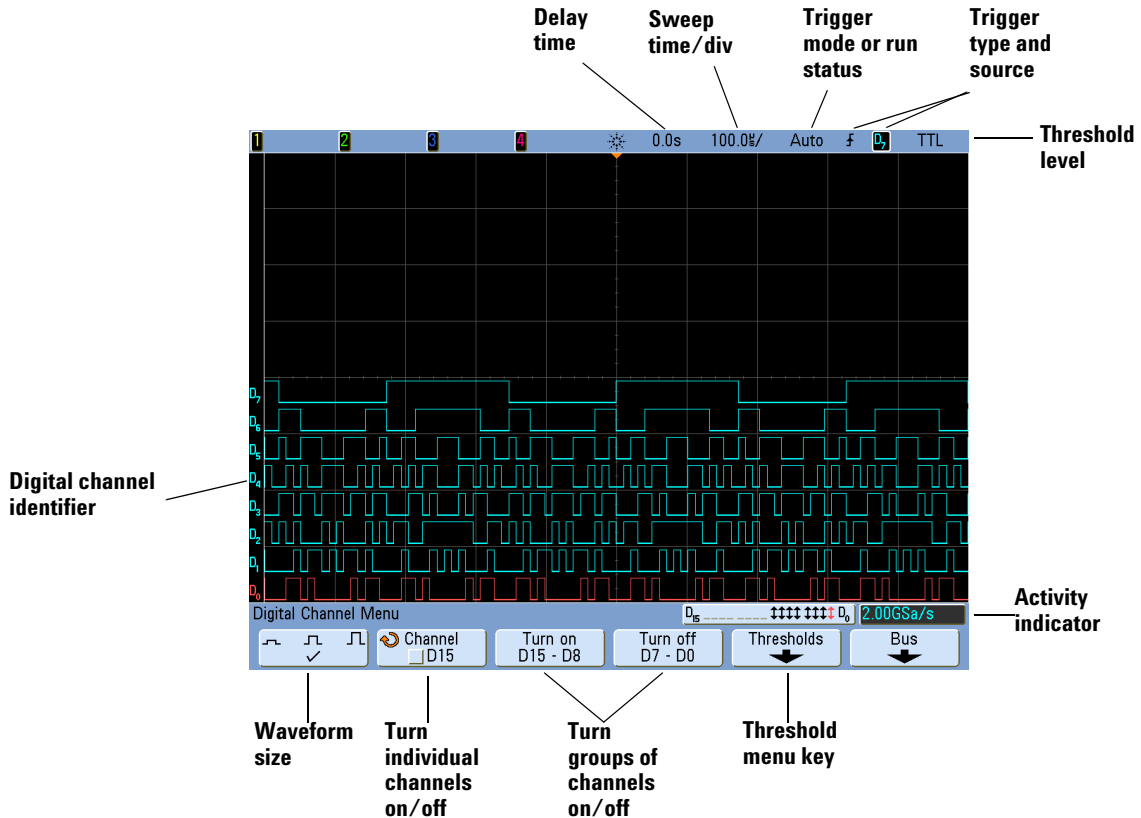 Delay
time
Sweep
time/div
Trigger
mode or run
status
Trigger
type and
source
1 2 3 4 0.0s 100.0㎲/ Auto D7 TTL
Threshold
level
D7
D6
D5
D4
D3
D2
D1
D0
Digital channel
identifier
Digital Channel Menu D15 D0 2.00GSa/s
Activity
indicator
Channel
D15
Turn on
D15 - D8
Turn off
D7 - D0
Thresholds
Bus
Waveform
size
Turn
individual
channels
on/off
Turn
groups of
channels
on/off
Threshold
menu key